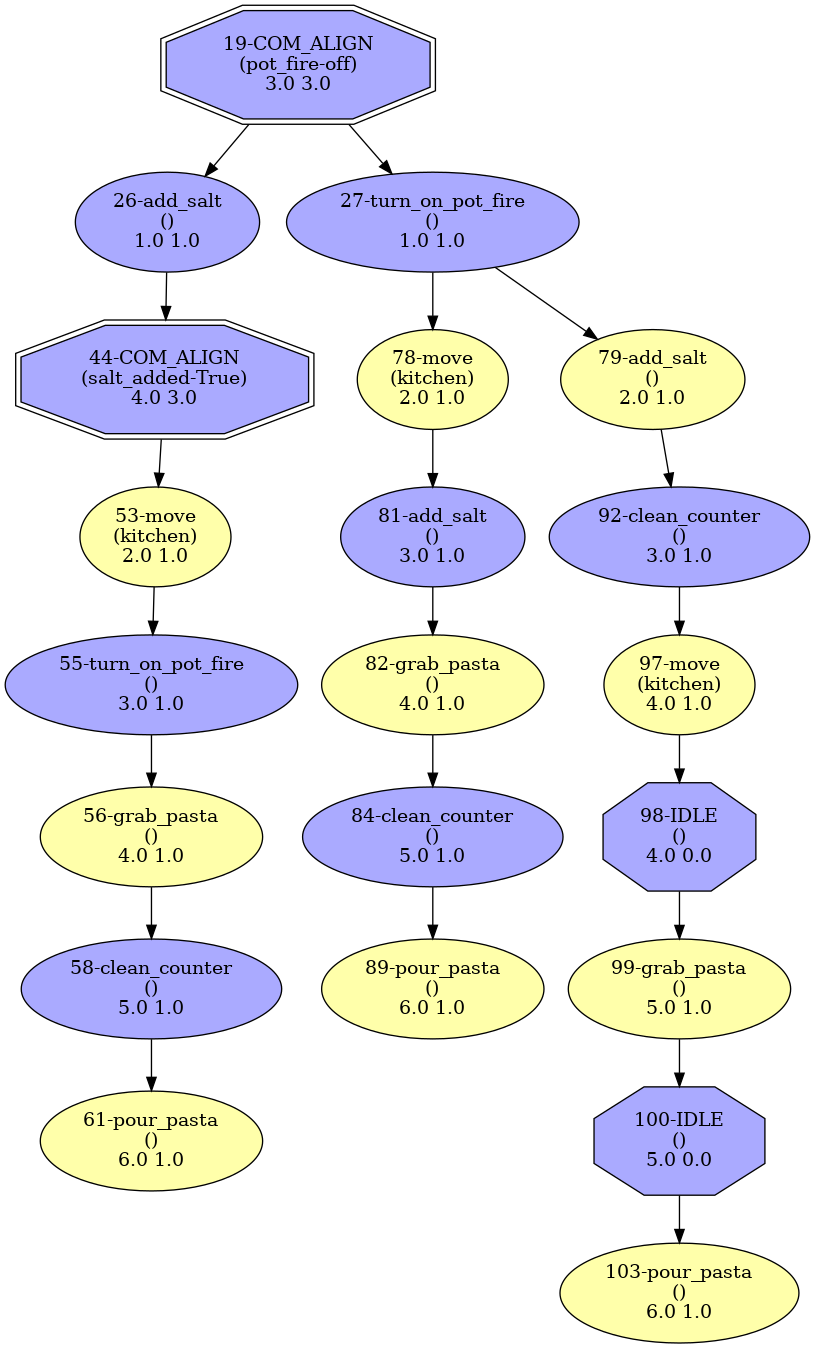 19-COM_ALIGN
(pot_fire-off)
3.0 3.0
26-add_salt
()
1.0 1.0
27-turn_on_pot_fire
()
1.0 1.0
44-COM_ALIGN
(salt_added-True)
4.0 3.0
78-move
(kitchen)
2.0 1.0
79-add_salt
()
2.0 1.0
53-move
(kitchen)
2.0 1.0
81-add_salt
()
3.0 1.0
92-clean_counter
()
3.0 1.0
55-turn_on_pot_fire
()
3.0 1.0
82-grab_pasta
()
4.0 1.0
97-move
(kitchen)
4.0 1.0
56-grab_pasta
()
4.0 1.0
84-clean_counter
()
5.0 1.0
98-IDLE
()
4.0 0.0
58-clean_counter
()
5.0 1.0
89-pour_pasta
()
6.0 1.0
99-grab_pasta
()
5.0 1.0
61-pour_pasta
()
6.0 1.0
100-IDLE
()
5.0 0.0
103-pour_pasta
()
6.0 1.0